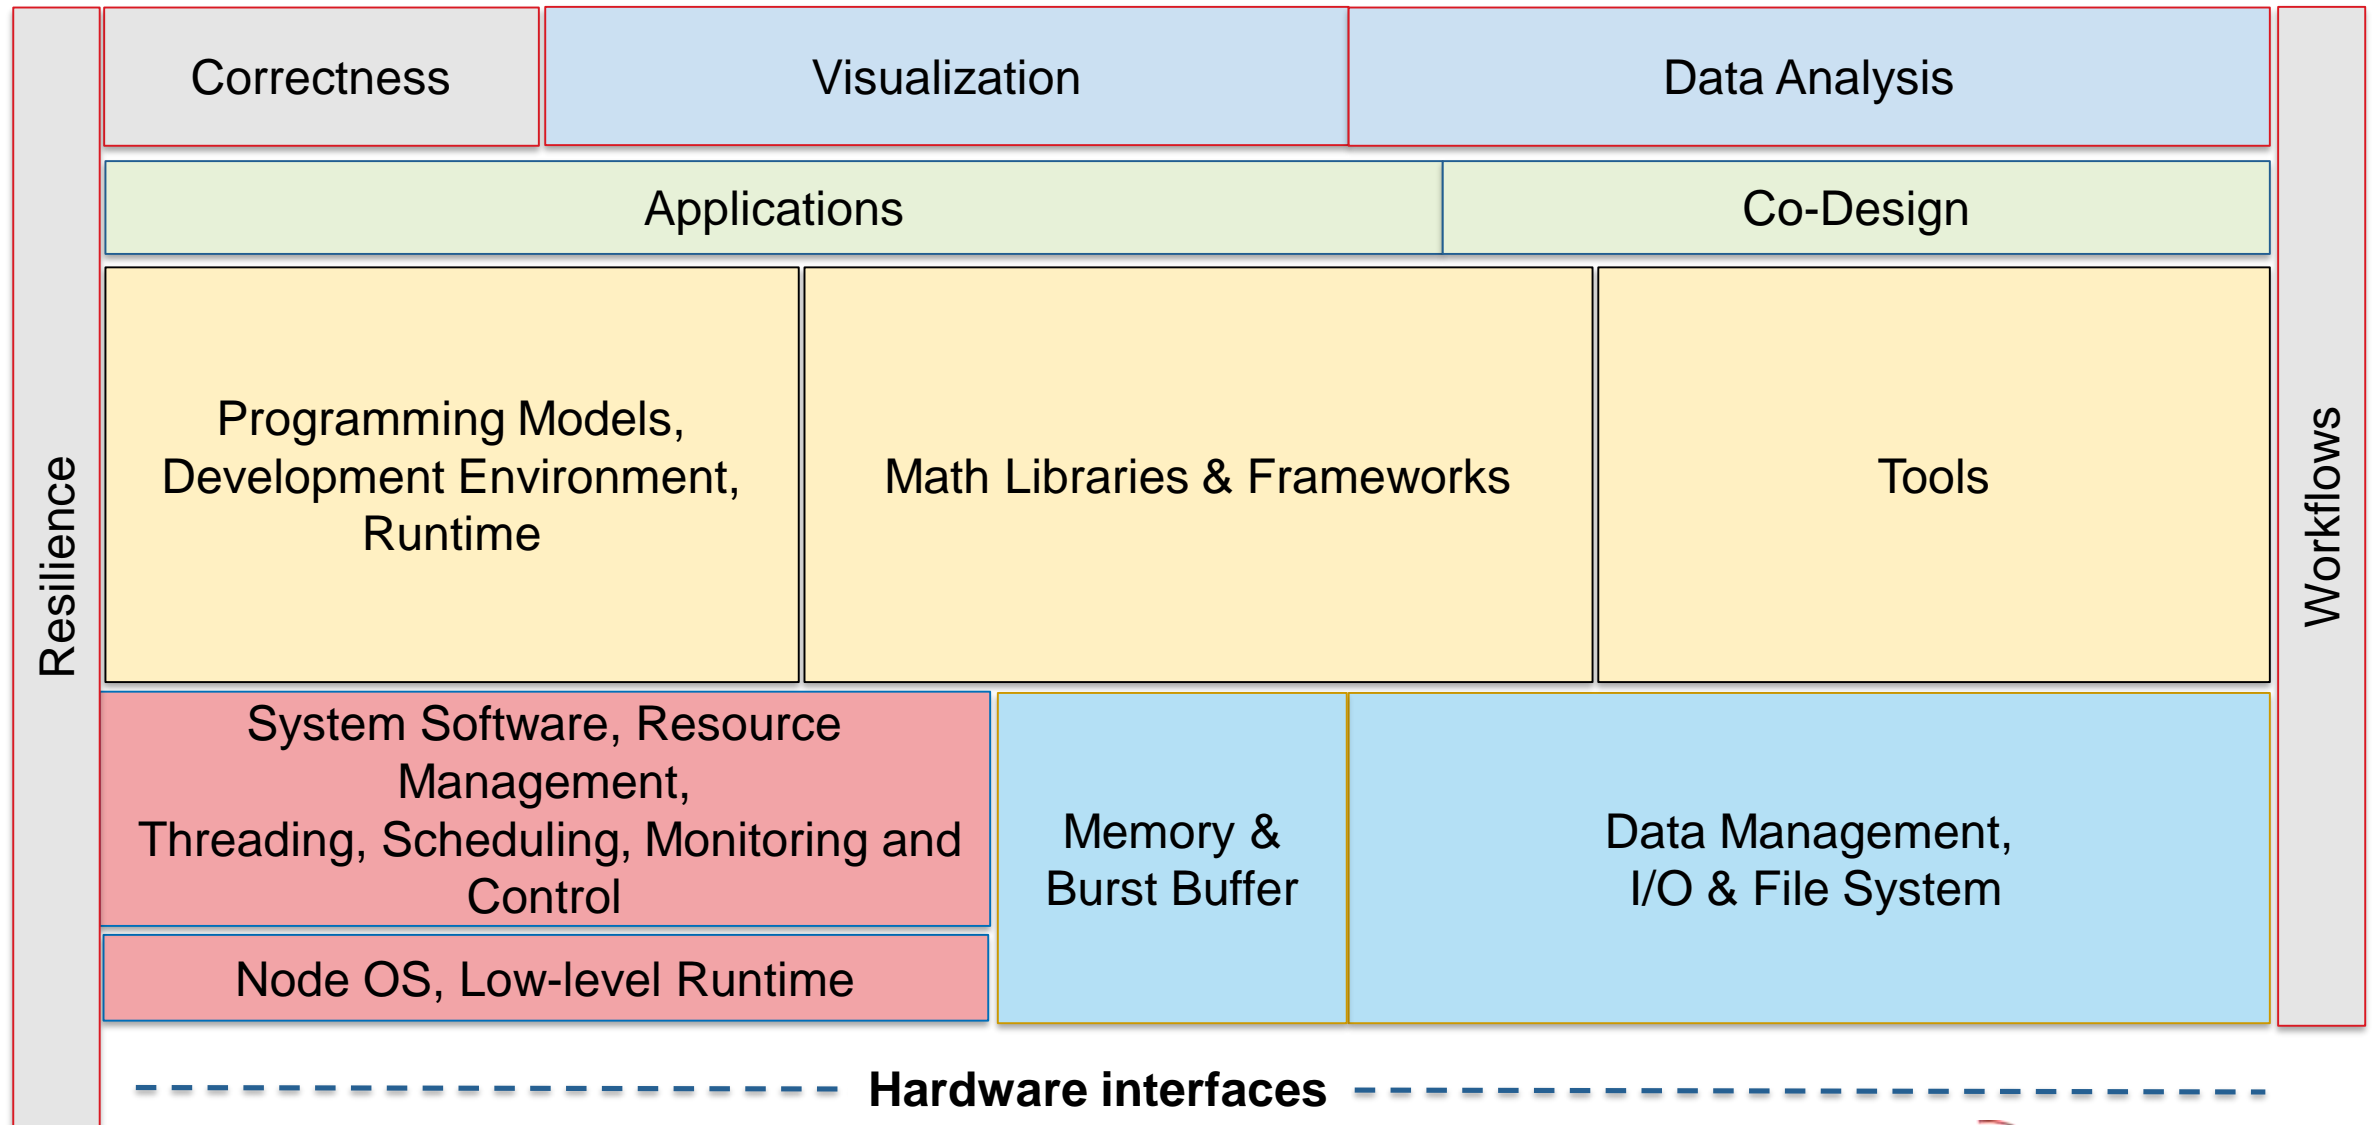 Correctness
Visualization
Data Analysis
Applications
Co-Design
Resilience
Programming Models,
Development Environment,
Runtime
Math Libraries & Frameworks
Tools
Workflows
System Software, Resource
Management,
Threading, Scheduling, Monitoring and
Control
Memory &
Burst Buffer
Data Management,
I/O & File System
Node OS, Low-level Runtime
Hardware interfaces